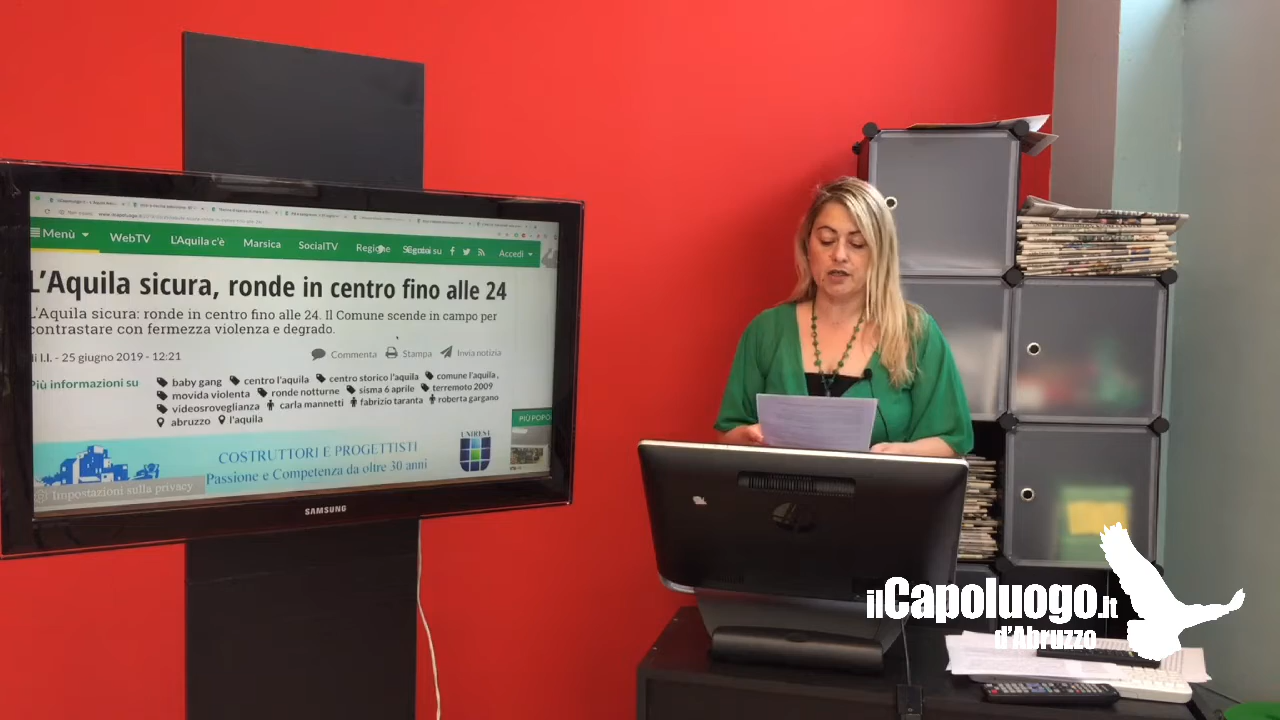 Menù WebTV L'Aquila c'è Marsica SocialTV Regione Seguici su Accedi
L'Aquila sicura, ronde in centro fino alle 24
L'Aquila sicura: ronde in centro fino alle 24. Il Comune scende in campo per
contrastare con fermezza violenza e degrado.
di I.I. - 25 giugno 2019 - 12:21
Commenta Stampa Invia notizia
Più informazioni su
baby gang centro l'aquila centro storico l'aquila comune l'aquila,
movida violenta ronde notturne sisma 6 aprile terremoto 2009
videosroveglianza carla mannetti fabrizio taranta roberta gargano
abruzzo l'aquila
PIÙ POPO
COSTRUTTORI E PROGETTISTI
Passione e Competenza da oltre 30 anni
Impostazioni sulla privacy
SAMSUNG
ilCapoluogo.it
d'Abruzzo